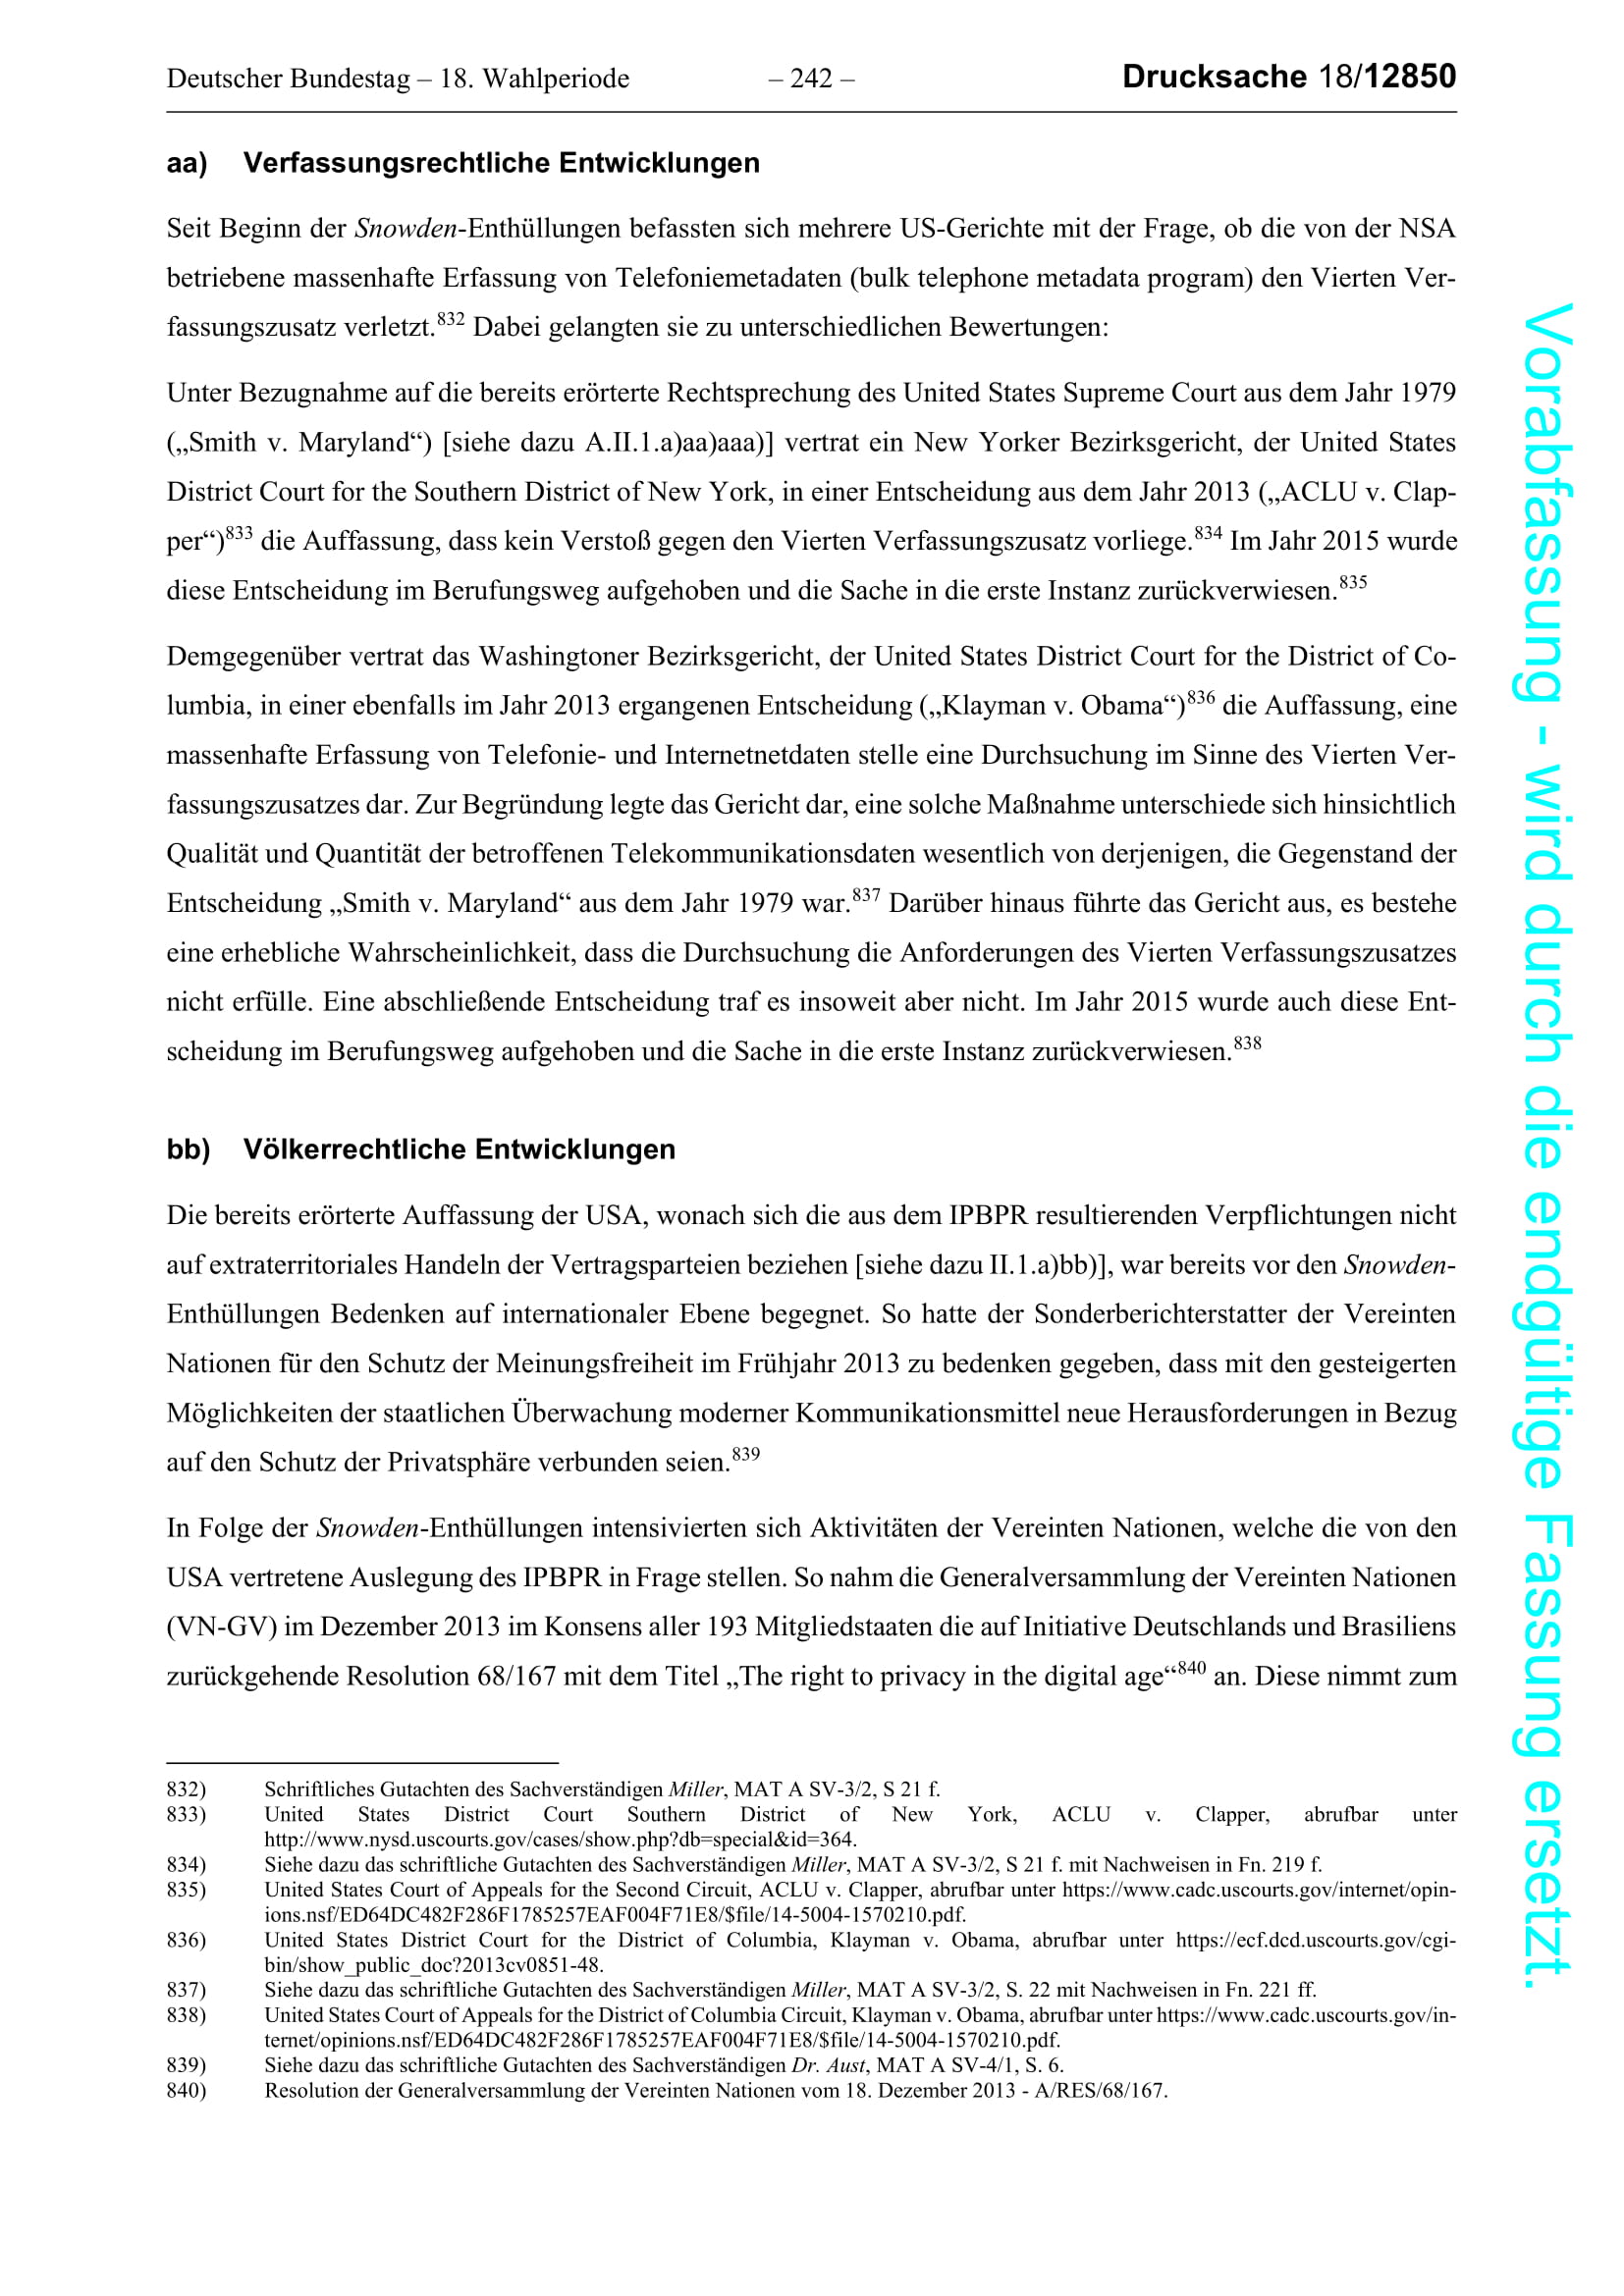 Deutscher Bundestag – 18. Wahlperiode – 242 – Drucksache 18/12850
aa) Verfassungsrechtliche Entwicklungen
Seit Beginn der Snowden-Enthüllungen befassten sich mehrere US-Gerichte mit der Frage, ob die von der NSA
betriebene massenhafte Erfassung von Telefoniemetadaten (bulk telephone metadata program) den Vierten Ver-
fassungszusatz verletzt.832 Dabei gelangten sie zu unterschiedlichen Bewertungen:
Unter Bezugnahme auf die bereits erörterte Rechtsprechung des United States Supreme Court aus dem Jahr 1979
(„Smith v. Maryland“) [siehe dazu A.II.1.a)aa)aaa)] vertrat ein New Yorker Bezirksgericht, der United States
District Court for the Southern District of New York, in einer Entscheidung aus dem Jahr 2013 („ACLU v. Clap-
per“)833 die Auffassung, dass kein Verstoß gegen den Vierten Verfassungszusatz vorliege.834 Im Jahr 2015 wurde
diese Entscheidung im Berufungsweg aufgehoben und die Sache in die erste Instanz zurückverwiesen.835
Demgegenüber vertrat das Washingtoner Bezirksgericht, der United States District Court for the District of Co-
lumbia, in einer ebenfalls im Jahr 2013 ergangenen Entscheidung („Klayman v. Obama“)836 die Auffassung, eine
massenhafte Erfassung von Telefonie- und Internetnetdaten stelle eine Durchsuchung im Sinne des Vierten Ver-
fassungszusatzes dar. Zur Begründung legte das Gericht dar, eine solche Maßnahme unterschiede sich hinsichtlich
Qualität und Quantität der betroffenen Telekommunikationsdaten wesentlich von derjenigen, die Gegenstand der
Entscheidung „Smith v. Maryland“ aus dem Jahr 1979 war.837 Darüber hinaus führte das Gericht aus, es bestehe
eine erhebliche Wahrscheinlichkeit, dass die Durchsuchung die Anforderungen des Vierten Verfassungszusatzes
nicht erfülle. Eine abschließende Entscheidung traf es insoweit aber nicht. Im Jahr 2015 wurde auch diese Ent-
scheidung im Berufungsweg aufgehoben und die Sache in die erste Instanz zurückverwiesen.838
bb) Völkerrechtliche Entwicklungen
Die bereits erörterte Auffassung der USA, wonach sich die aus dem IPBPR resultierenden Verpflichtungen nicht
auf extraterritoriales Handeln der Vertragsparteien beziehen [siehe dazu II.1.a)bb)], war bereits vor den Snowden-
Enthüllungen Bedenken auf internationaler Ebene begegnet. So hatte der Sonderberichterstatter der Vereinten
Nationen für den Schutz der Meinungsfreiheit im Frühjahr 2013 zu bedenken gegeben, dass mit den gesteigerten
Möglichkeiten der staatlichen Überwachung moderner Kommunikationsmittel neue Herausforderungen in Bezug
auf den Schutz der Privatsphäre verbunden seien.839
In Folge der Snowden-Enthüllungen intensivierten sich Aktivitäten der Vereinten Nationen, welche die von den
USA vertretene Auslegung des IPBPR in Frage stellen. So nahm die Generalversammlung der Vereinten Nationen
(VN-GV) im Dezember 2013 im Konsens aller 193 Mitgliedstaaten die auf Initiative Deutschlands und Brasiliens
zurückgehende Resolution 68/167 mit dem Titel „The right to privacy in the digital age“840 an. Diese nimmt zum
832) Schriftliches Gutachten des Sachverständigen Miller, MAT A SV-3/2, S 21 f.
833) United States District Court Southern District of New York, ACLU v. Clapper, abrufbar unter
http://www.nysd.uscourts.gov/cases/show.php?db=special&id=364.
834) Siehe dazu das schriftliche Gutachten des Sachverständigen Miller, MAT A SV-3/2, S 21 f. mit Nachweisen in Fn. 219 f.
835) United States Court of Appeals for the Second Circuit, ACLU v. Clapper, abrufbar unter https://www.cadc.uscourts.gov/internet/opin-
ions.nsf/ED64DC482F286F1785257EAF004F71E8/$file/14-5004-1570210.pdf.
836) United States District Court for the District of Columbia, Klayman v. Obama, abrufbar unter https://ecf.dcd.uscourts.gov/cgi-
bin/show_public_doc?2013cv0851-48.
837) Siehe dazu das schriftliche Gutachten des Sachverständigen Miller, MAT A SV-3/2, S. 22 mit Nachweisen in Fn. 221 ff.
838) United States Court of Appeals for the District of Columbia Circuit, Klayman v. Obama, abrufbar unter https://www.cadc.uscourts.gov/in-
ternet/opinions.nsf/ED64DC482F286F1785257EAF004F71E8/$file/14-5004-1570210.pdf.
839) Siehe dazu das schriftliche Gutachten des Sachverständigen Dr. Aust, MAT A SV-4/1, S. 6.
840) Resolution der Generalversammlung der Vereinten Nationen vom 18. Dezember 2013 - A/RES/68/167.
Vorabfassung - wird durch die endgültige Fassung ersetzt.